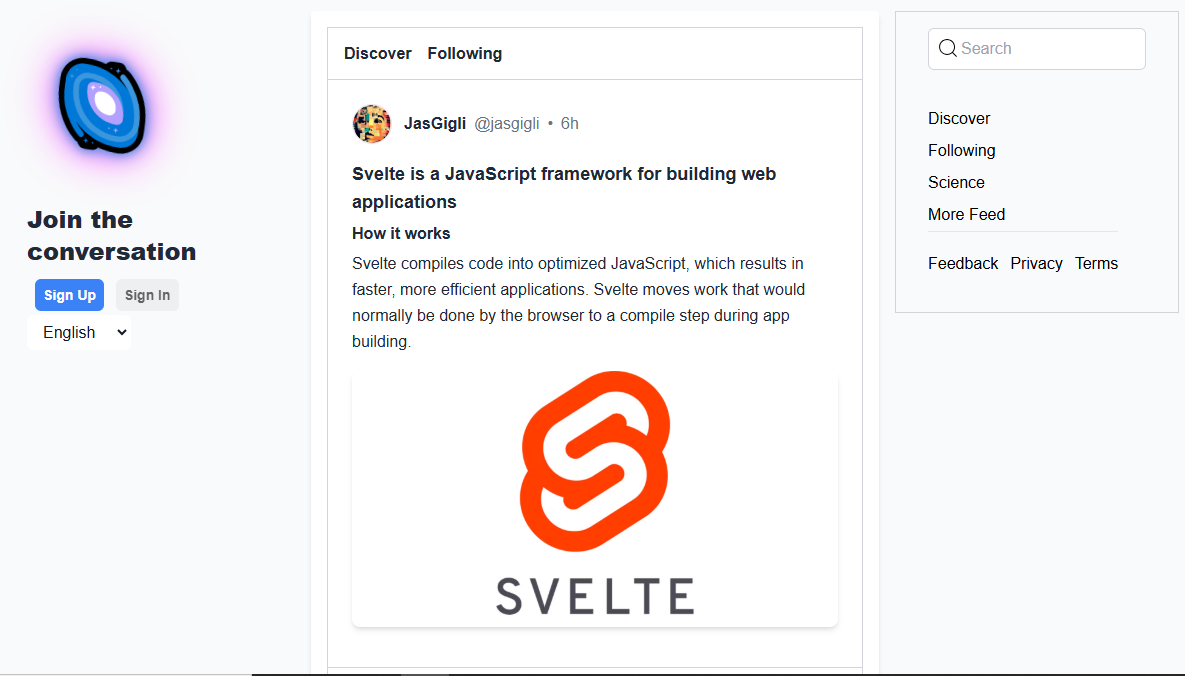 Join the
conversation
Sign Up
Sign In
English
Discover Following
JasGigli @jasgigli • 6h
Svelte is a JavaScript framework for building web
applications
How it works
Svelte compiles code into optimized JavaScript, which results in
faster, more efficient applications. Svelte moves work that would
normally be done by the browser to a compile step during app
building.
SVELTE
Search
Discover
Following
Science
More Feed
Feedback Privacy Terms